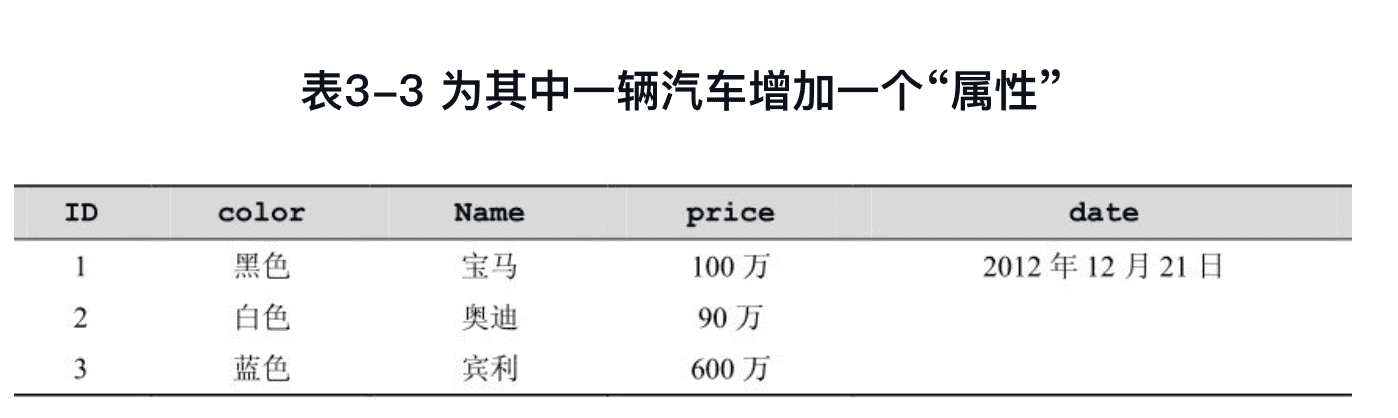 表3-3 为其中一辆汽车增加一个“属性”
ID color Name price date
1 黑色 宝马 100 万 2012 年 12 月 21 日
2 白色 奥迪 90 万
3 蓝色 宾利 600 万